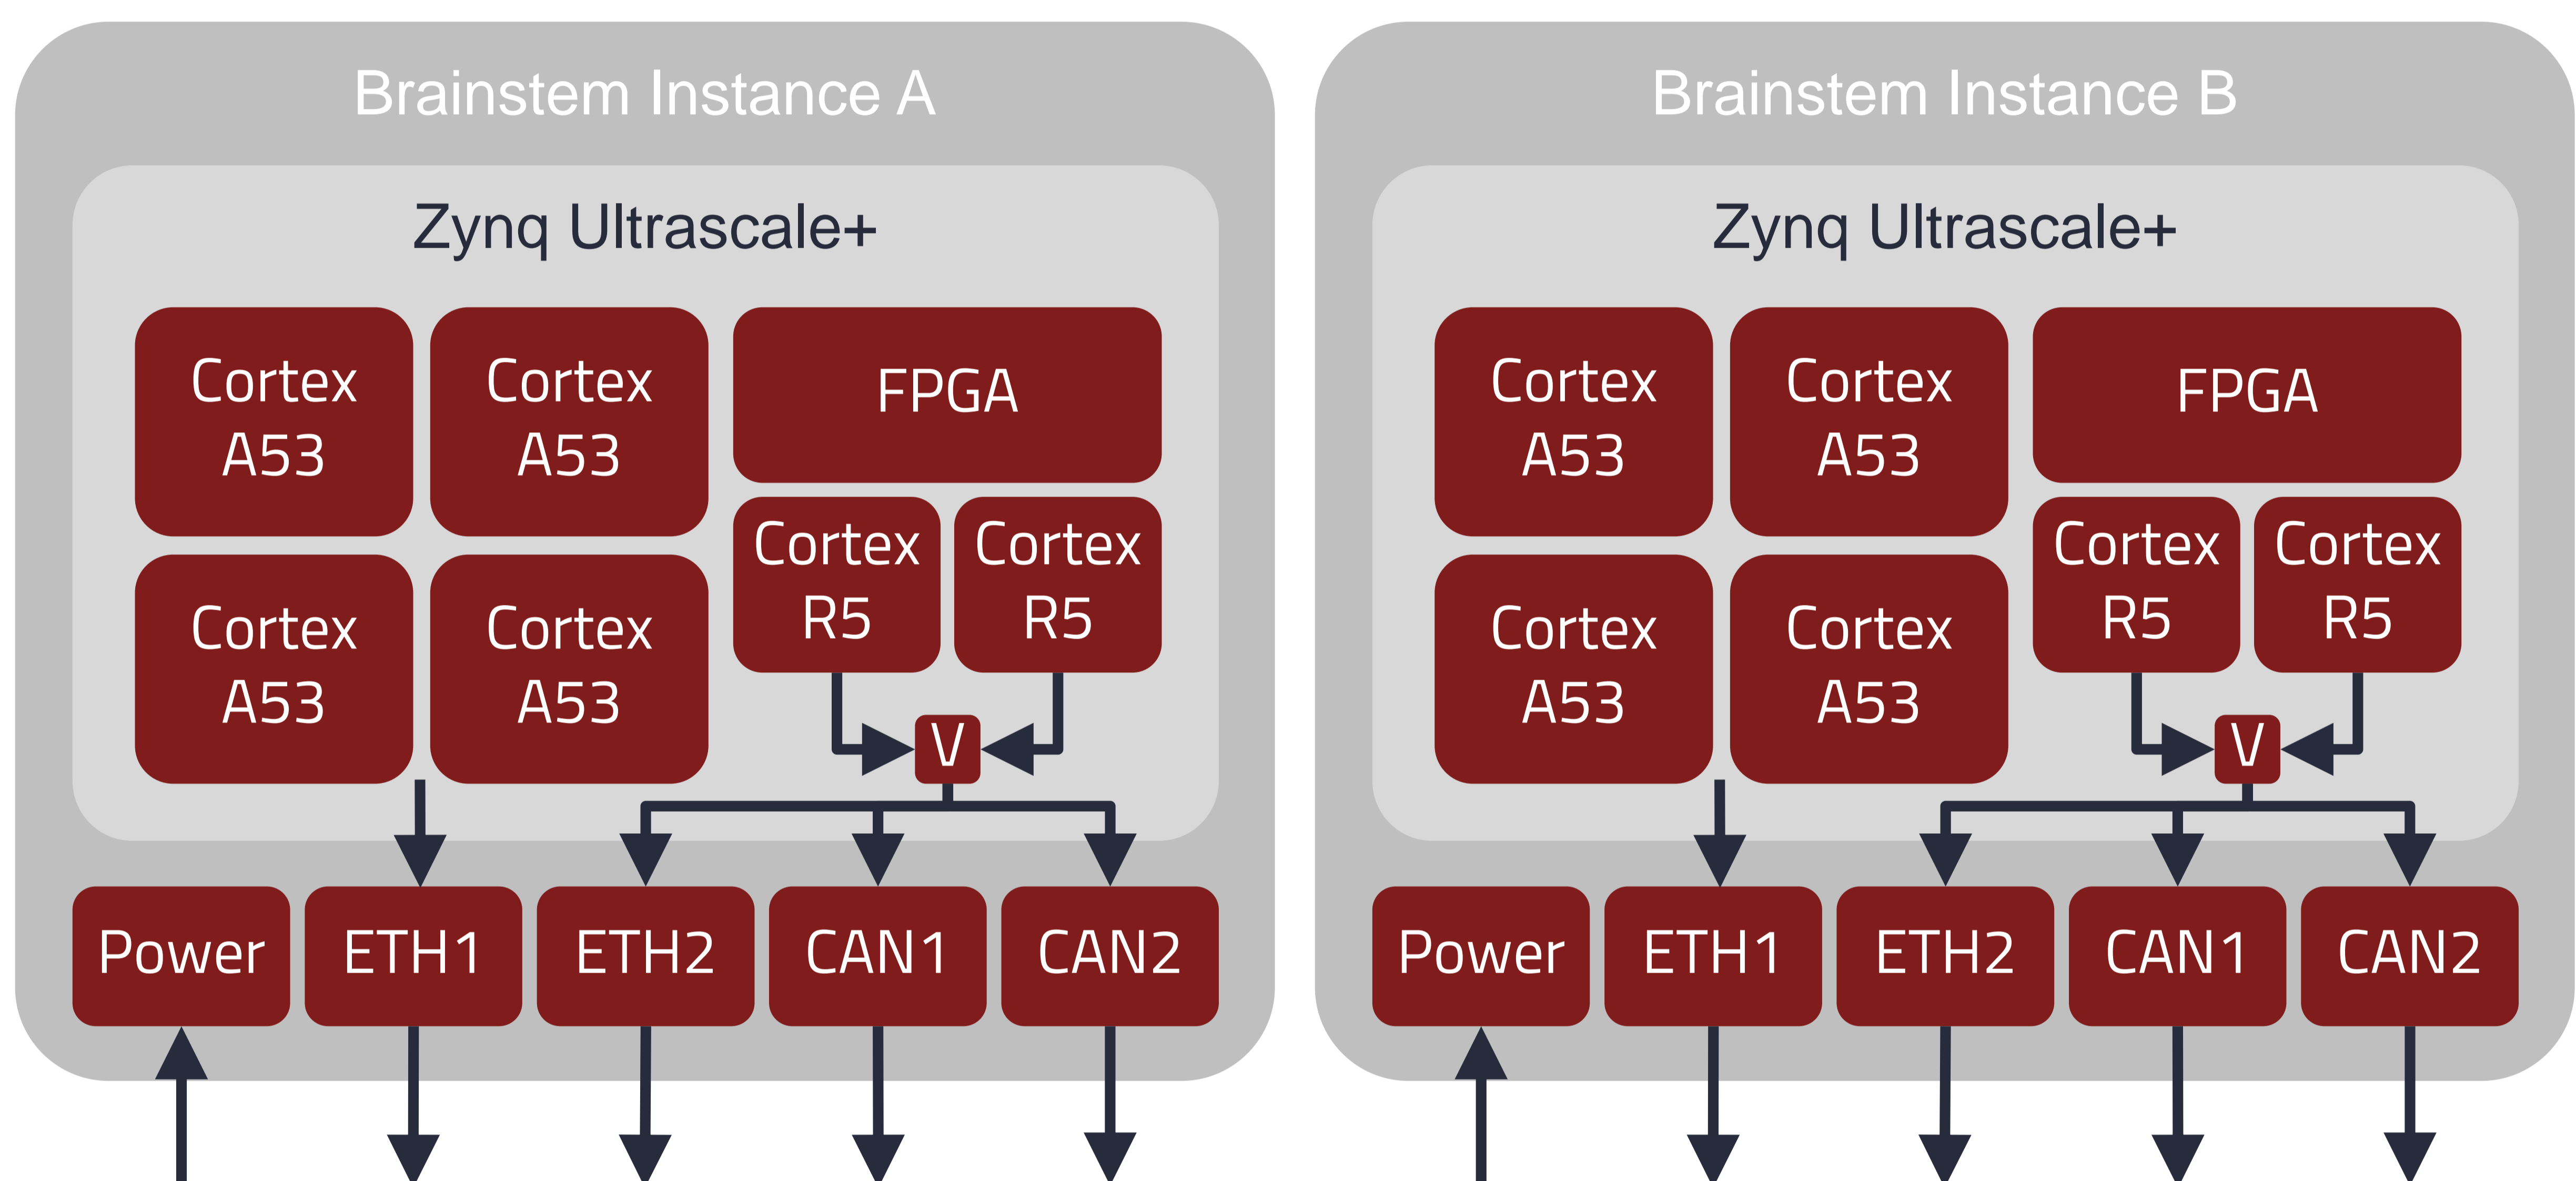 Brainstem Instance A
Zynq Ultrascale+
Cortex
A53
Cortex
A53
FPGA
Cortex
A53
Cortex
A53
Cortex
R5
Cortex
R5
V
Power
ETH1
ETH2
CAN1
CAN2
Brainstem Instance B
Zynq Ultrascale+
Cortex
A53
Cortex
A53
FPGA
Cortex
A53
Cortex
A53
Cortex
R5
Cortex
R5
V
Power
ETH1
ETH2
CAN1
CAN2